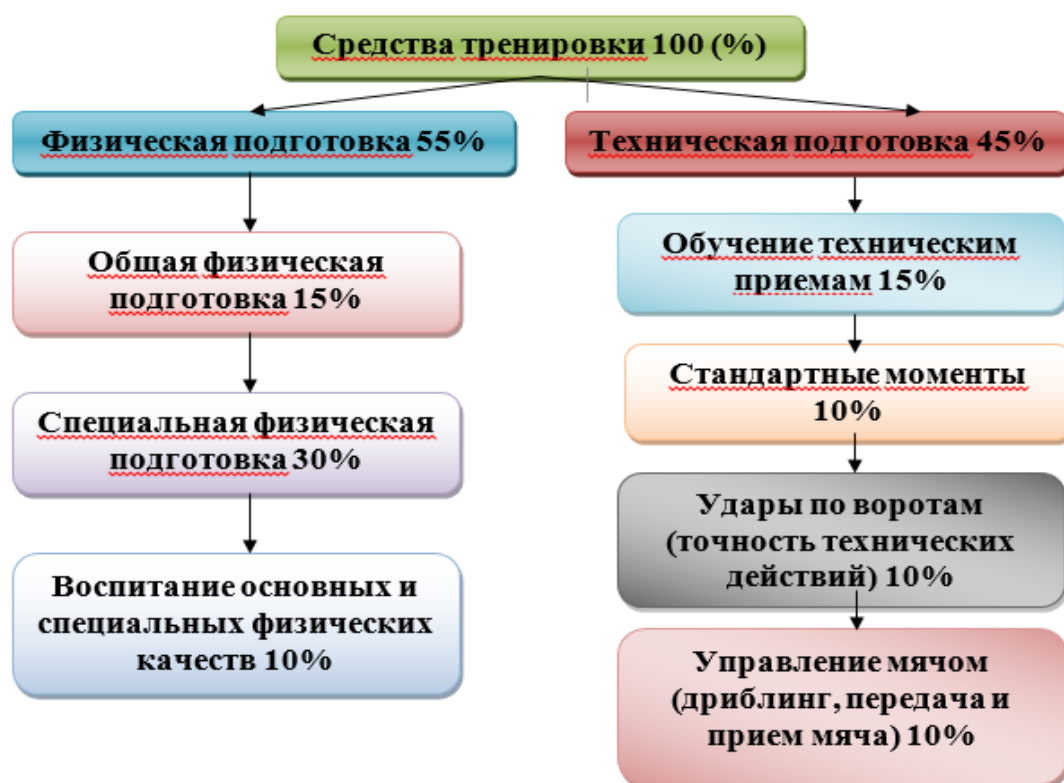 Средства тренировки 100 (%)
Физическая подготовка 55%
Техническая подготовка 45%
Общая физическая
подготовка 15%
Специальная физическая
подготовка 30%
Воспитание основных и
специальных физических
качеств 10%
Обучение техническим
приемам 15%
Стандартные моменты
10%
Удары по воротам
(точность технических
действий) 10%
Управление мячом
(дриблинг, передача и
прием мяча) 10%